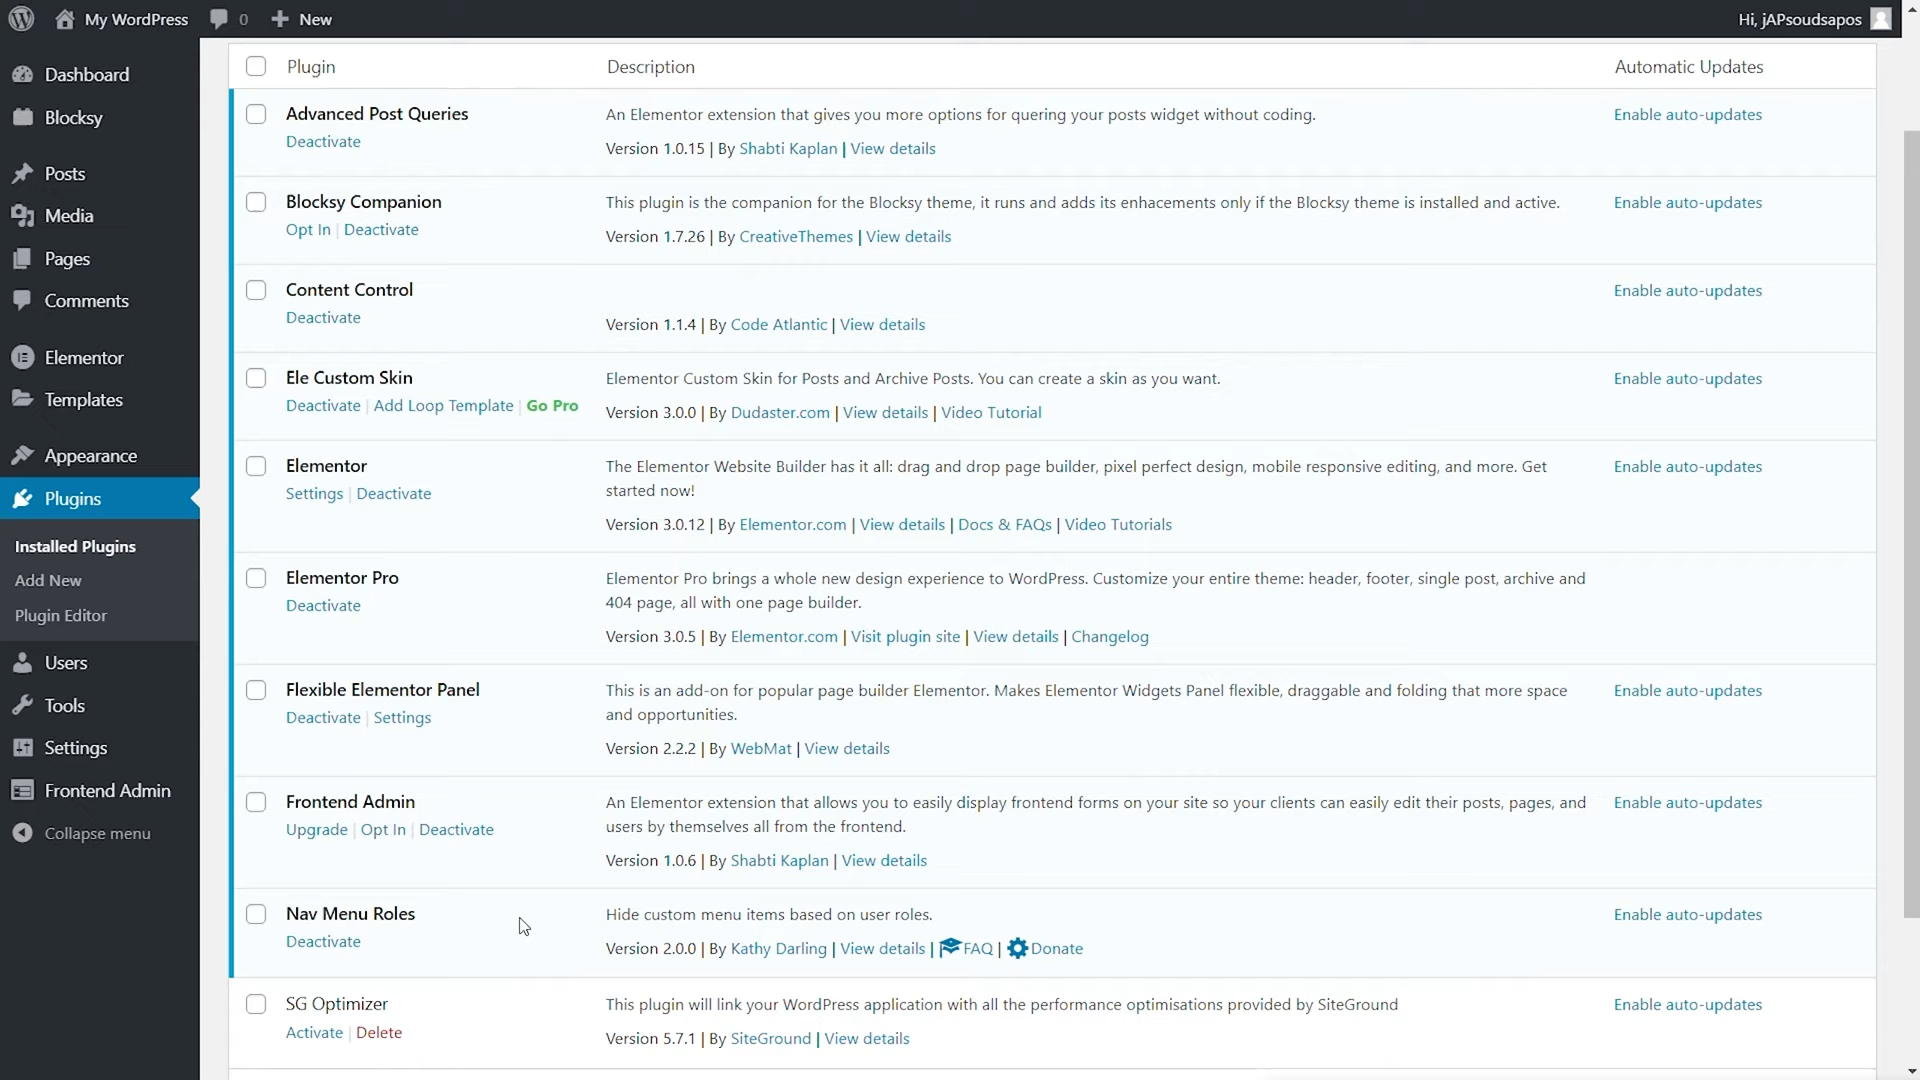 My WordPress 0 New Hi, jAPsoudsapos
Dashboard
Blocksy
Posts
Media
Pages
Comments
Elementor
Templates
Appearance
Plugins
Installed Plugins
Add New
Plugin Editor
Users
Tools
Settings
Frontend Admin
Collapse menu
Plugin Description Automatic Updates
Advanced Post Queries
Deactivate
An Elementor extension that gives you more options for quering your posts widget without coding.
Version 1.0.15 | By Shabti Kaplan | View details
Enable auto-updates
Blocksy Companion
Opt In | Deactivate
This plugin is the companion for the Blocksy theme, it runs and adds its enhacements only if the Blocksy theme is installed and active.
Version 1.7.26 | By CreativeThemes | View details
Enable auto-updates
Content Control
Deactivate
Version 1.1.4 | By Code Atlantic | View details
Enable auto-updates
Ele Custom Skin
Deactivate | Add Loop Template | Go Pro
Elementor Custom Skin for Posts and Archive Posts. You can create a skin as you want.
Version 3.0.0 | By Dudaster.com | View details | Video Tutorial
Enable auto-updates
Elementor
Settings | Deactivate
The Elementor Website Builder has it all: drag and drop page builder, pixel perfect design, mobile responsive editing, and more. Get
started now!
Version 3.0.12 | By Elementor.com | View details | Docs & FAQs | Video Tutorials
Enable auto-updates
Elementor Pro
Deactivate
Elementor Pro brings a whole new design experience to WordPress. Customize your entire theme: header, footer, single post, archive and
404 page, all with one page builder.
Version 3.0.5 | By Elementor.com | Visit plugin site | View details | Changelog
Flexible Elementor Panel
Deactivate | Settings
This is an add-on for popular page builder Elementor. Makes Elementor Widgets Panel flexible, draggable and folding that more space
and opportunities.
Version 2.2.2 | By WebMat | View details
Enable auto-updates
Frontend Admin
Upgrade | Opt In | Deactivate
An Elementor extension that allows you to easily display frontend forms on your site so your clients can easily edit their posts, pages, and
users by themselves all from the frontend.
Version 1.0.6 | By Shabti Kaplan | View details
Enable auto-updates
Nav Menu Roles
Deactivate
Hide custom menu items based on user roles.
Version 2.0.0 | By Kathy Darling | View details | FAQ | Donate
Enable auto-updates
SG Optimizer
Activate | Delete
This plugin will link your WordPress application with all the performance optimisations provided by SiteGround
Version 5.7.1 | By SiteGround | View details
Enable auto-updates